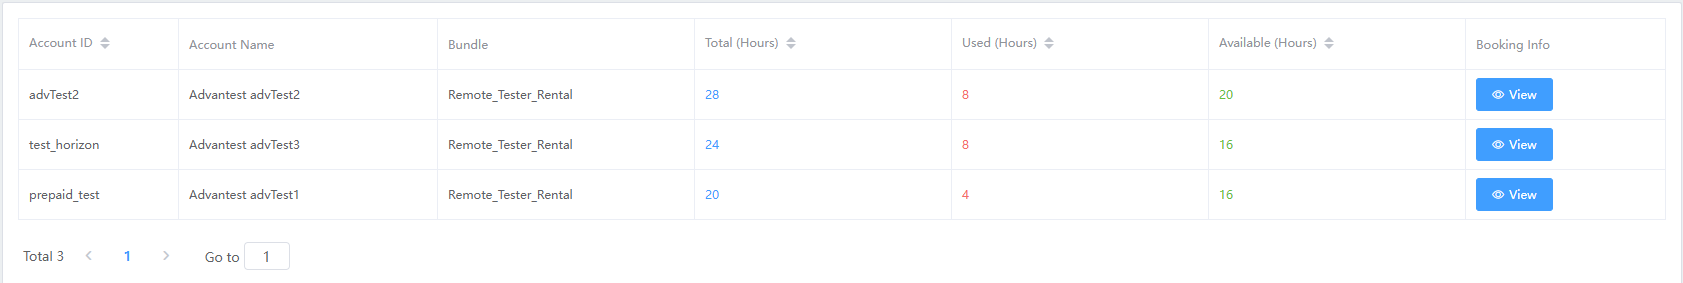 Account ID Account Name Bundle Total (Hours) Used (Hours) Available (Hours) Booking Info
advTest2 Advantest advTest2 Remote_Tester_Rental 28 8 20 View
test_horizon Advantest advTest3 Remote_Tester_Rental 24 8 16 View
prepaid_test Advantest advTest1 Remote_Tester_Rental 20 4 16 View
Total 3 1 Go to 1